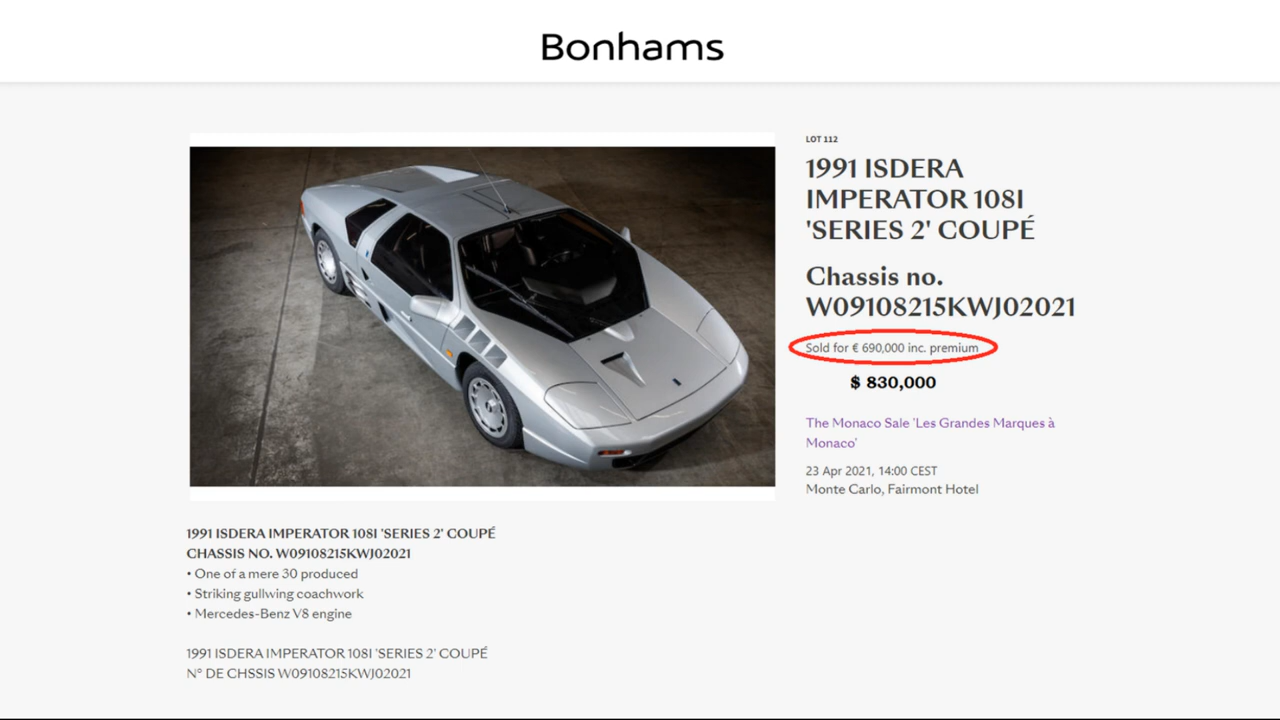 Bonhams
LOT 112
1991 ISDERA
IMPERATOR 108I
'SERIES 2' COUPÉ
Chassis no.
W09108215KWJ02021
Sold for € 690,000 inc. premium
$ 830,000
The Monaco Sale 'Les Grandes Marques à
Monaco'
23 Apr 2021, 14:00 CEST
Monte Carlo, Fairmont Hotel
1991 ISDERA IMPERATOR 108I 'SERIES 2' COUPÉ
CHASSIS NO. W09108215KWJ02021
• One of a mere 30 produced
• Striking gullwing coachwork
• Mercedes-Benz V8 engine
1991 ISDERA IMPERATOR 108I 'SERIES 2' COUPÉ
N° DE CHSSIS W09108215KWJ02021